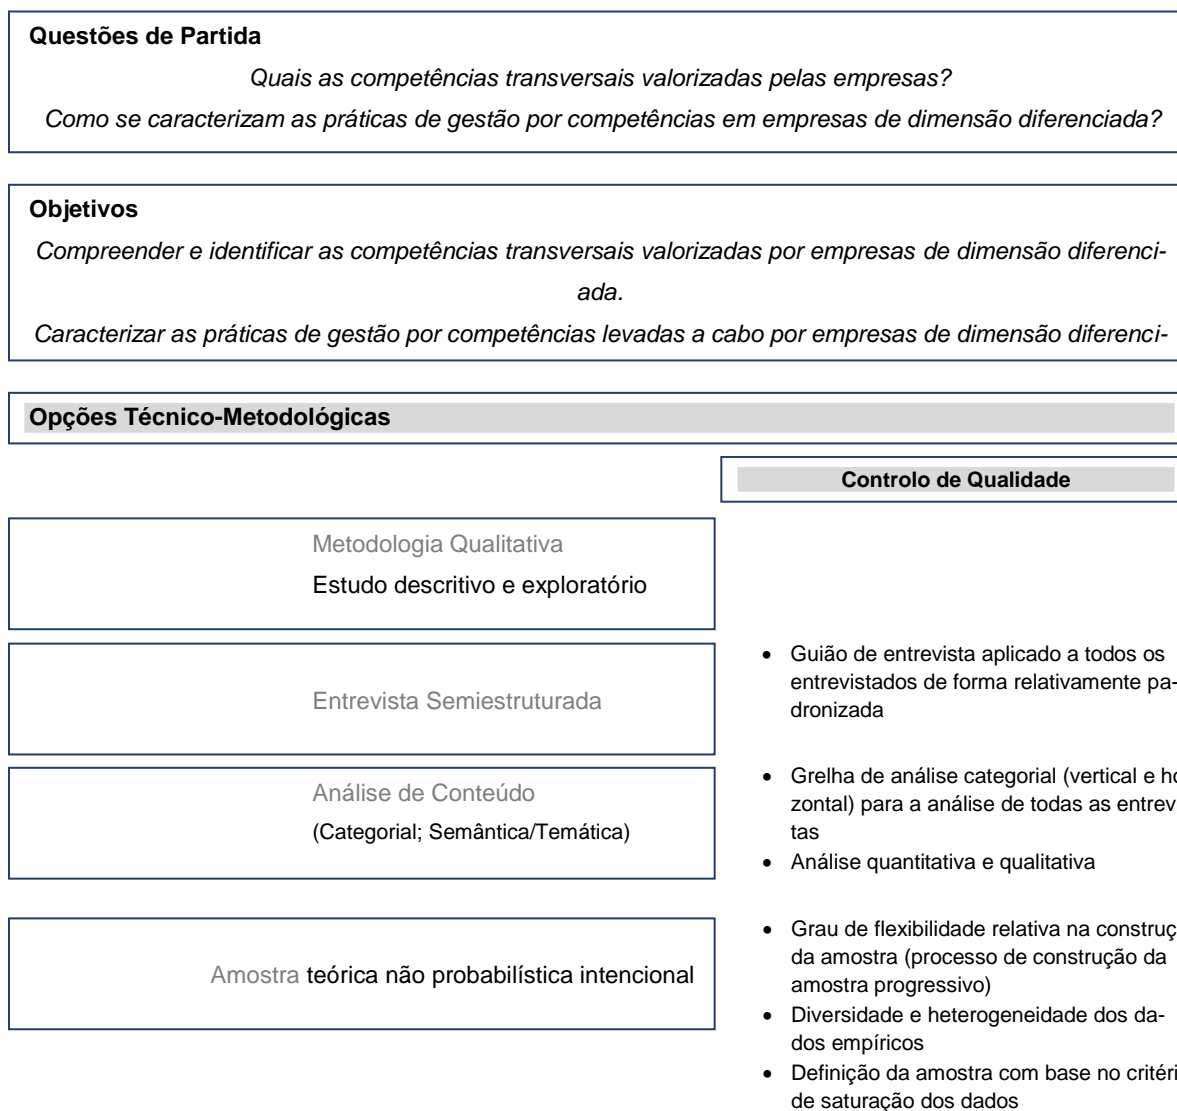 Questões de Partida
Quais as competências transversais valorizadas pelas empresas?
Como se caracterizam as práticas de gestão por competências em empresas de dimensão diferenciada?
Objetivos
Compreender e identificar as competências transversais valorizadas por empresas de dimensão diferenci-
ada.
Caracterizar as práticas de gestão por competências levadas a cabo por empresas de dimensão diferenci-
Opções Técnico-Metodológicas
Controlo de Qualidade
Metodologia Qualitativa
Estudo descritivo e exploratório
Entrevista Semiestruturada
• Guião de entrevista aplicado a todos os
entrevistados de forma relativamente pa-
dronizada
Análise de Conteúdo
(Categorial; Semântica/Temática)
• Grelha de análise categorial (vertical e ho
zontal) para a análise de todas as entrev
tas
• Análise quantitativa e qualitativa
Amostra teórica não probabilística intencional
• Grau de flexibilidade relativa na construç
da amostra (processo de construção da
amostra progressivo)
• Diversidade e heterogeneidade dos da-
dos empíricos
• Definição da amostra com base no critéri
de saturação dos dados